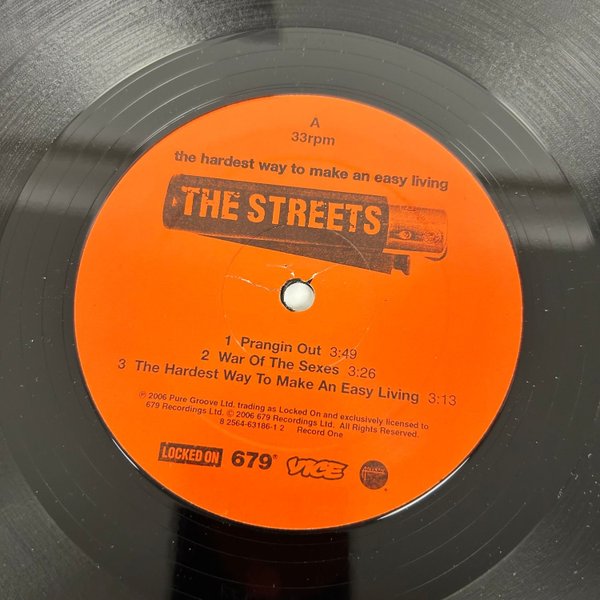 A
33rpm
the hardest way to make an easy living
THE STREETS
1 Prangin Out 3:49
2 War Of The Sexes 3:26
3 The Hardest Way To Make An Easy Living 3:13
℗ 2006 Pure Groove Ltd. trading as Locked On and exclusively licensed to
679 Recordings Ltd. © 2006 679 Recordings Ltd. All Rights Reserved.
8 2564-63186-1 2 Record One
LOCKED ON 679® VICE